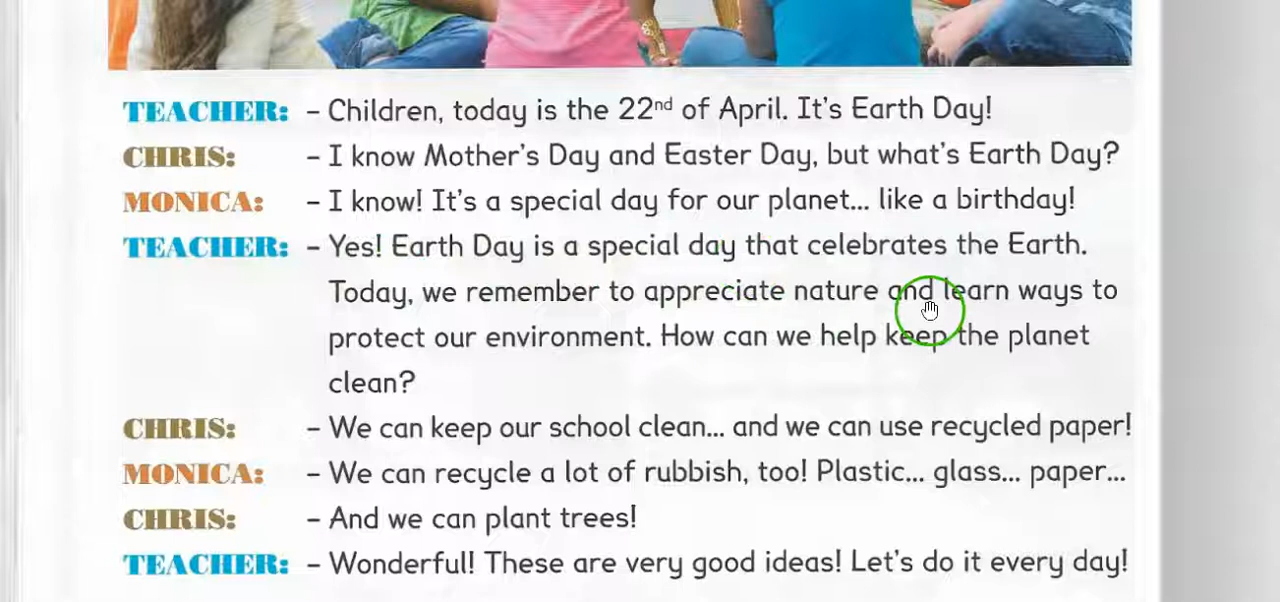 TEACHER: – Children, today is the 22nd of April. It's Earth Day!
CHRIS: – I know Mother's Day and Easter Day, but what's Earth Day?
MONICA: – I know! It's a special day for our planet... like a birthday!
TEACHER: – Yes! Earth Day is a special day that celebrates the Earth.
Today, we remember to appreciate nature and learn ways to
protect our environment. How can we help keep the planet
clean?
CHRIS: – We can keep our school clean... and we can use recycled paper!
MONICA: – We can recycle a lot of rubbish, too! Plastic... glass... paper...
CHRIS: – And we can plant trees!
TEACHER: – Wonderful! These are very good ideas! Let's do it every day!